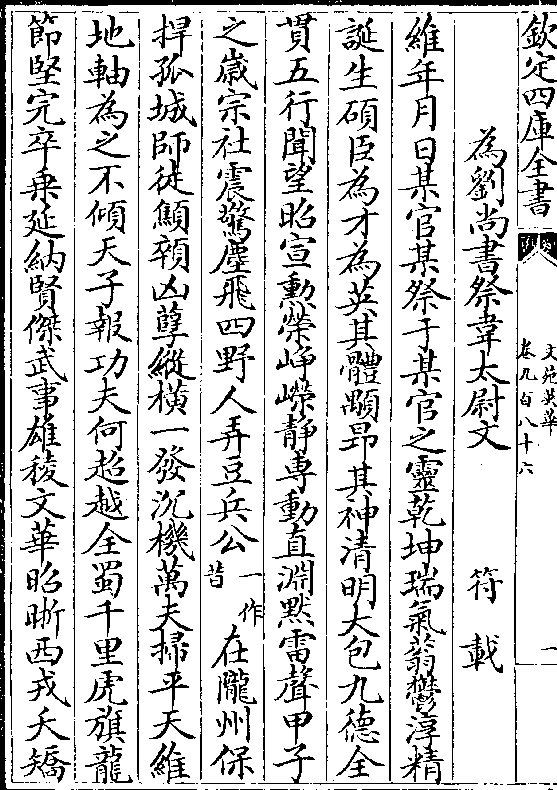 欽定四庫全書
文苑英華
卷九百八十六
一
為劉尚書祭韋太尉文 符載
維年月日某官某祭于某官之靈乾坤瑞氣蓊鬱淳精
誕生碩臣為才為英其體顒昂其神清明大包九德全
貫五行聞望昭宣勲榮崢嶸靜専動直淵黙雷聲甲子
之嵗宗社震驚塵飛四野人弄豆兵公一作昔在隴州保
捍孤城師徒顦顇凶孽縱橫一發沉機萬夫掃平天維
地軸為之不傾天子報功夫何超越全蜀千里虎旗龍
節堅完卒乗延納賢傑武事雄稜文華昭晣西戎夭矯